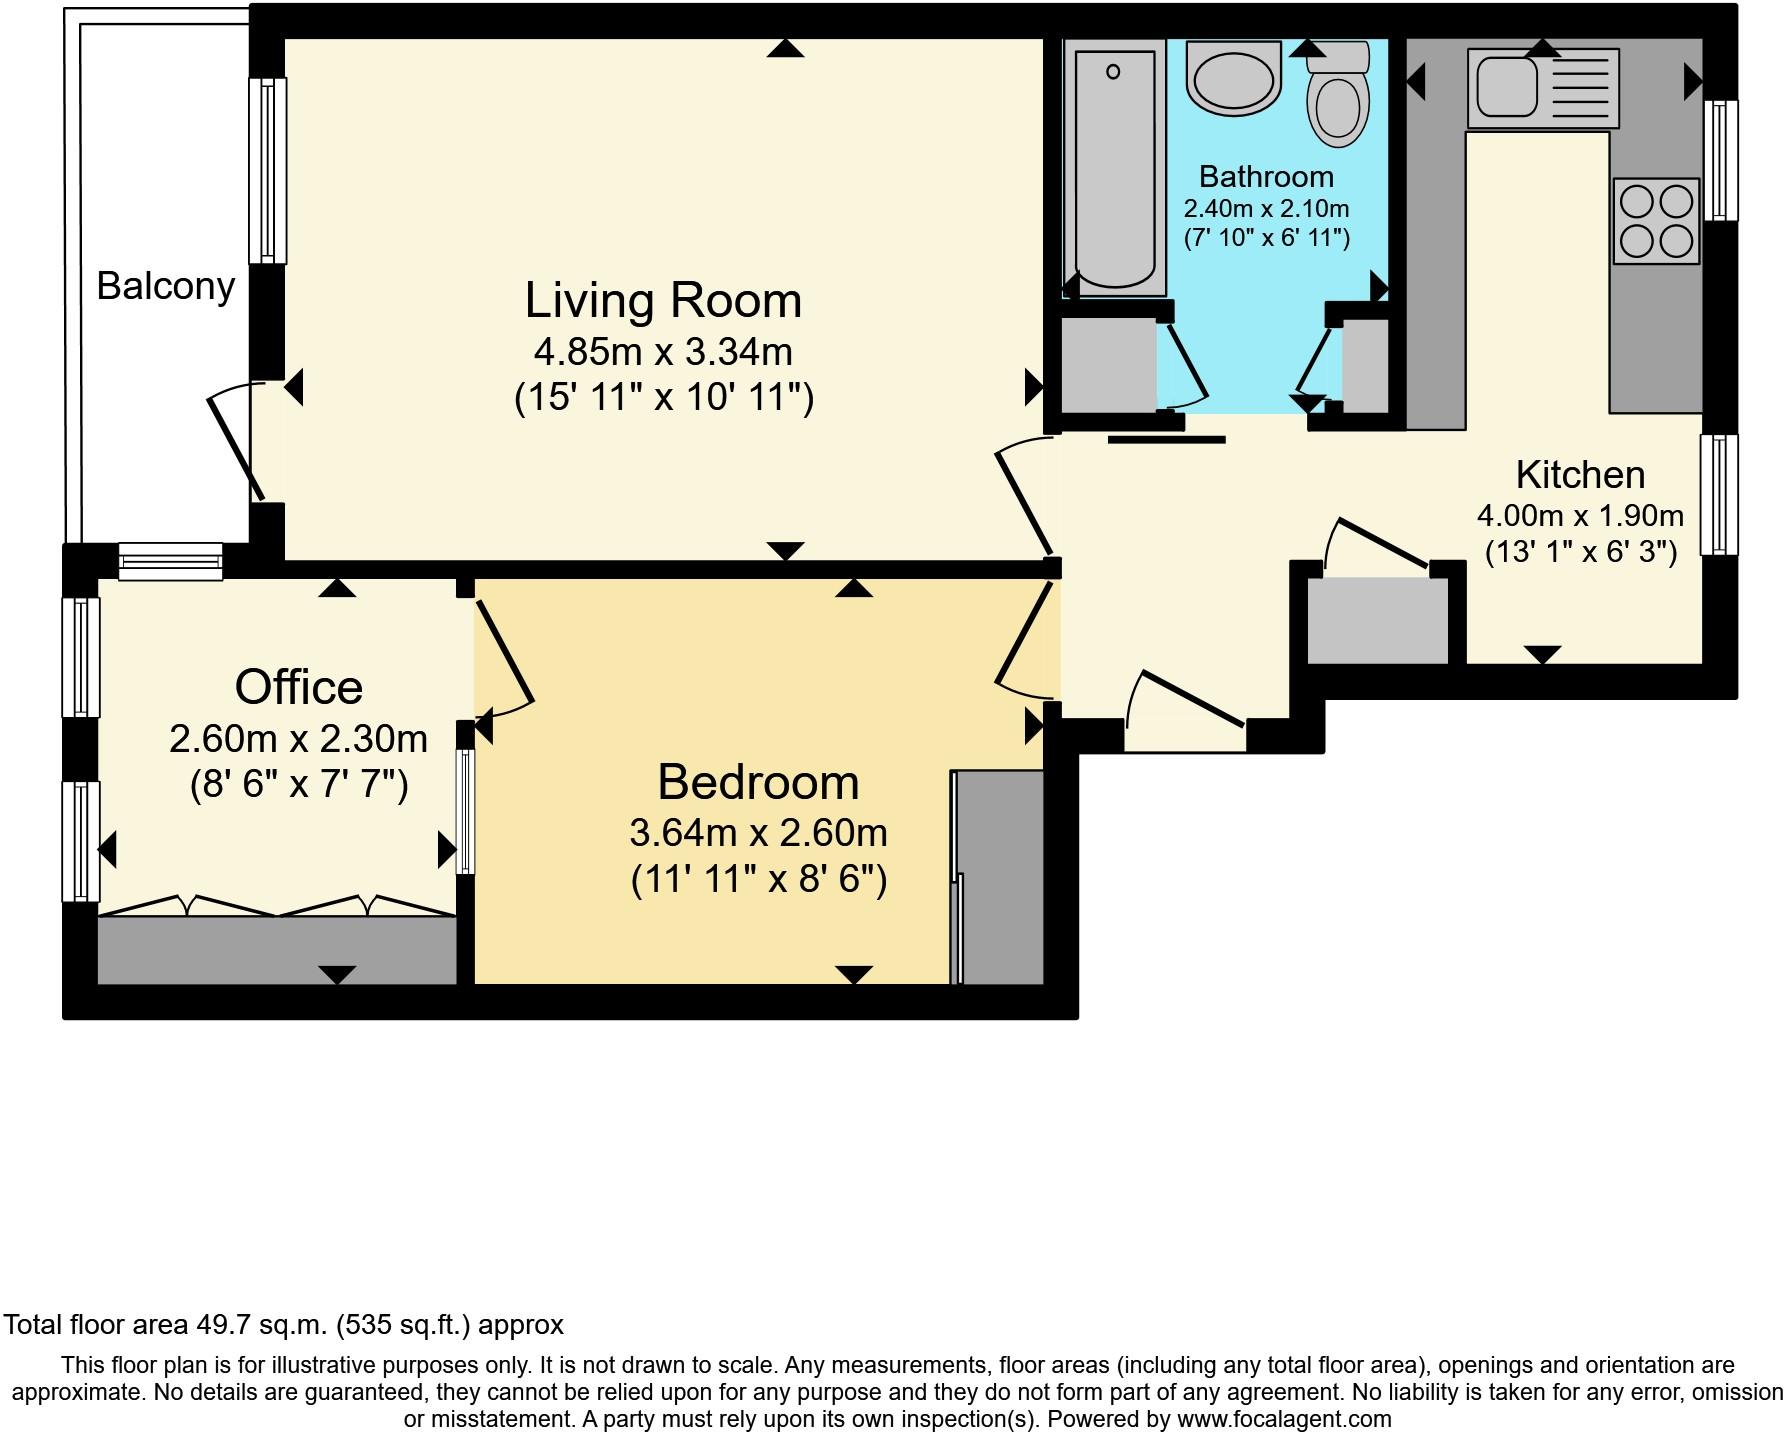 Balcony
Living Room
4.85m x 3.34m
(15' 11" x 10' 11")
Bathroom
2.40m x 2.10m
(7' 10" x 6' 11")
Kitchen
4.00m x 1.90m
(13' 1" x 6' 3")
Office
2.60m x 2.30m
(8' 6" x 7' 7")
Bedroom
3.64m x 2.60m
(11' 11" x 8' 6")
Total floor area 49.7 sq.m. (535 sq.ft.) approx
This floor plan is for illustrative purposes only. It is not drawn to scale. Any measurements, floor areas (including any total floor area), openings and orientation are
approximate. No details are guaranteed, they cannot be relied upon for any purpose and they do not form part of any agreement. No liability is taken for any error, omission
or misstatement. A party must rely upon its own inspection(s). Powered by www.focalagent.com